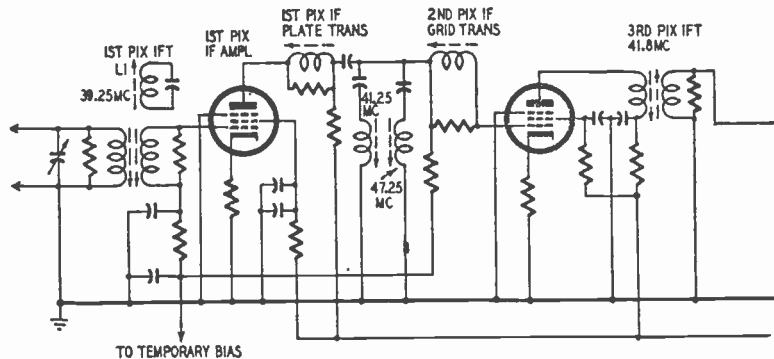 1ST PIX IFT
L1
39.25MC
1ST PIX
IF AMPL
1ST PIX IF
PLATE TRANS
41.25
MC
47.25
MC
2ND PIX IF
GRID TRANS
3RD PIX IFT
41.8MC
TO TEMPORARY BIAS